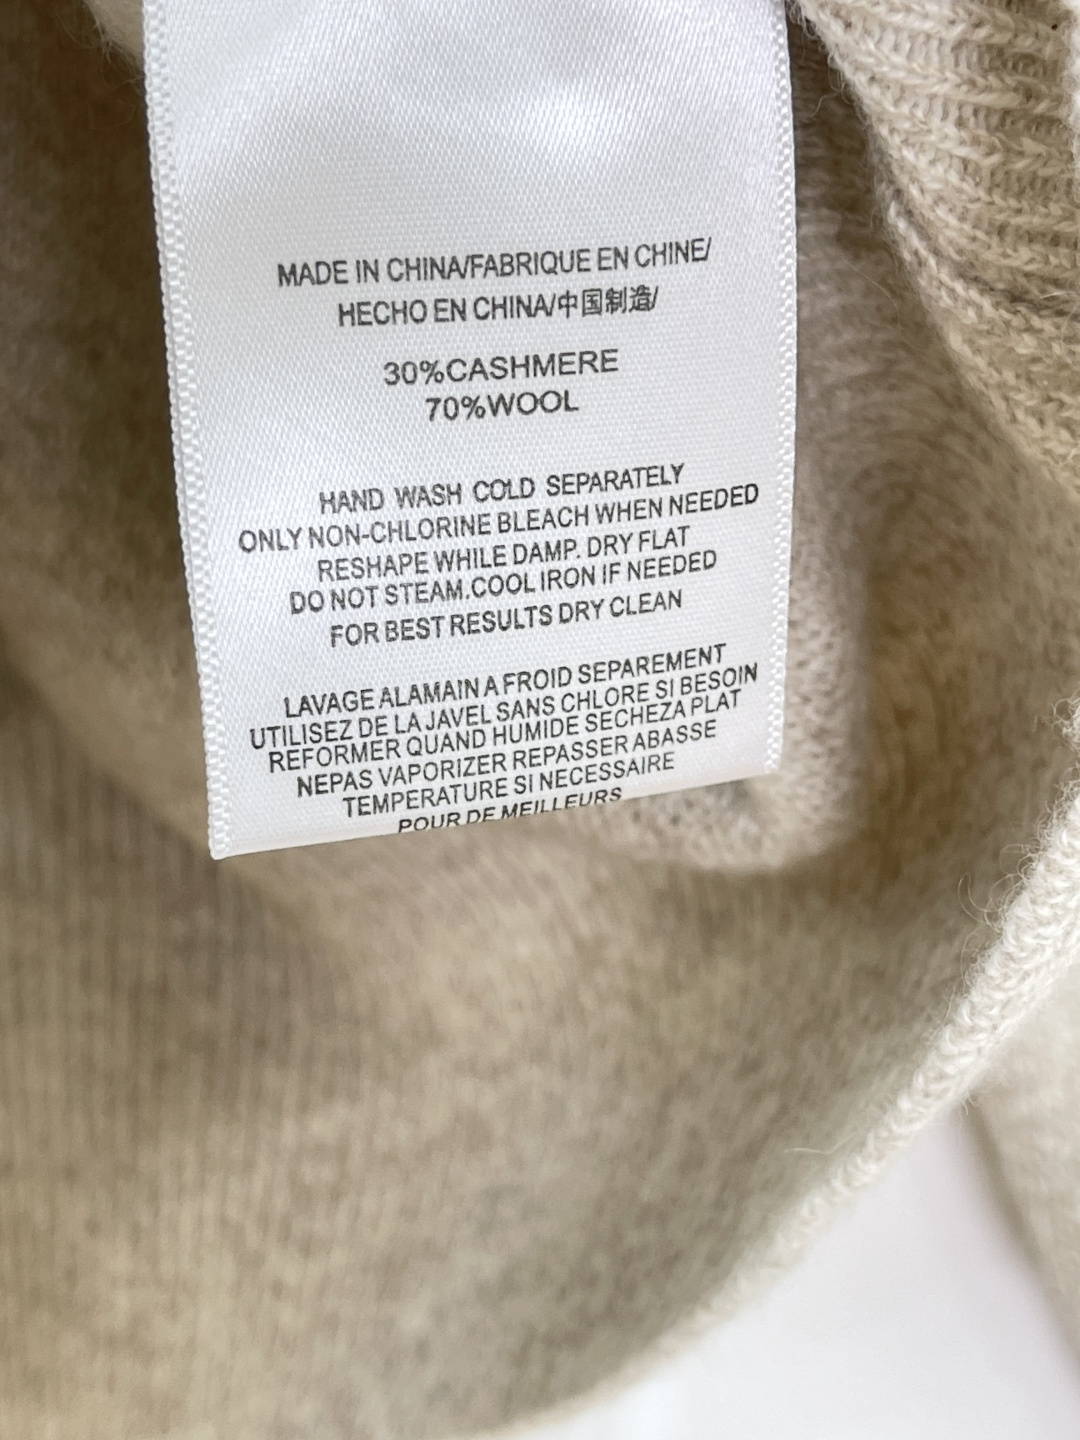 MADE IN CHINA/FABRIQUE EN CHINE/
HECHO EN CHINA/中国制造/
30%CASHMERE
70%WOOL
HAND WASH COLD SEPARATELY
ONLY NON-CHLORINE BLEACH WHEN NEEDED
RESHAPE WHILE DAMP. DRY FLAT
DO NOT STEAM.COOL IRON IF NEEDED
FOR BEST RESULTS DRY CLEAN
LAVAGE ALAMAIN A FROID SEPAREMENT
UTILISEZ DE LA JAVEL SANS CHLORE SI BESOIN
REFORMER QUAND HUMIDE SECHEZA PLAT
NEPAS VAPORIZER REPASSER ABASSE
TEMPERATURE SI NECESSAIRE
POUR DE MEILLEURS